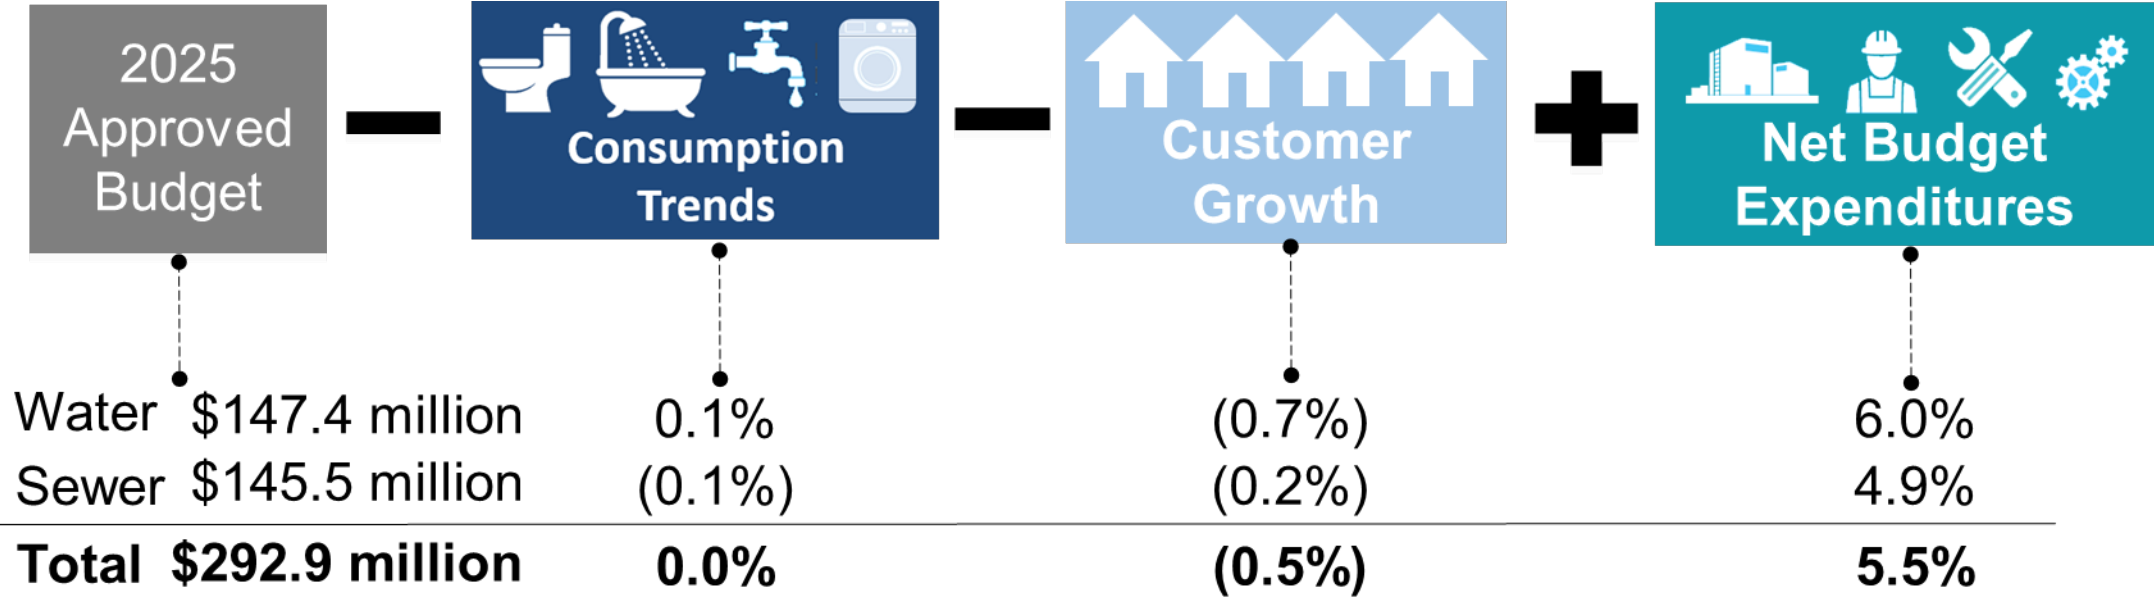 2025
Approved
Budget
Consumption
Trends
Customer
Growth
Net Budget
Expenditures
Water $147.4 million 0.1% (0.7%) 6.0%
Sewer $145.5 million (0.1%) (0.2%) 4.9%
Total $292.9 million 0.0% (0.5%) 5.5%